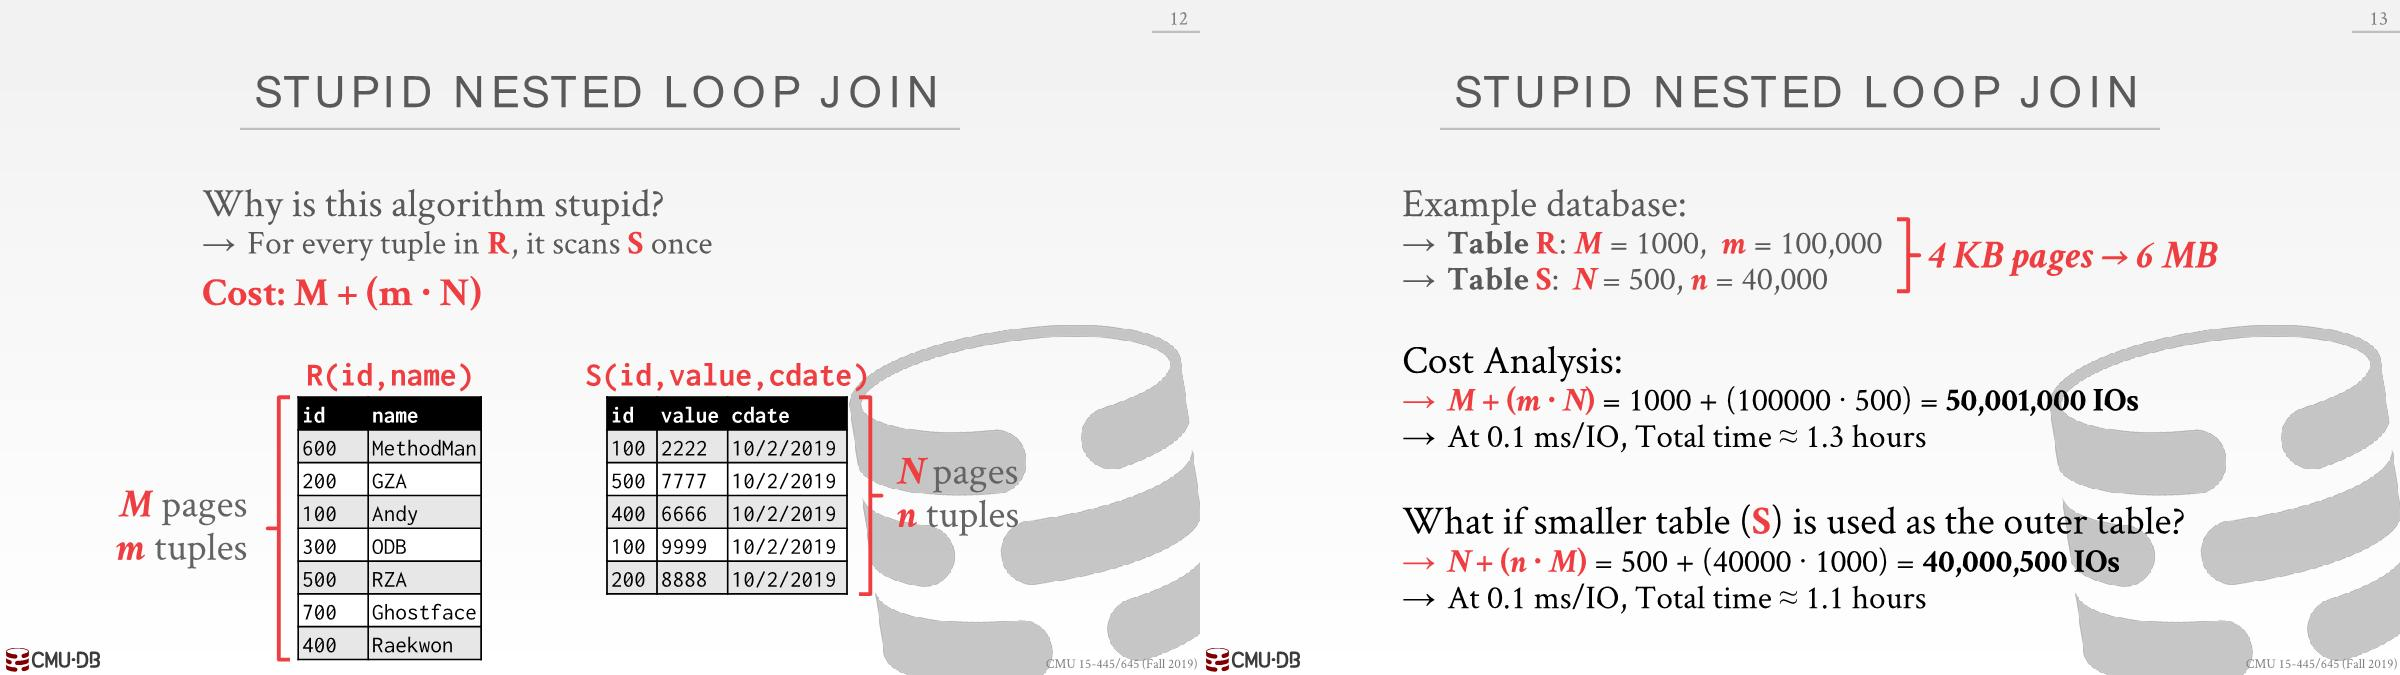 12
STUPID NESTED LOOP JOIN
Why is this algorithm stupid?
→ For every tuple in R, it scans S once
Cost: M + (m · N)
R(id,name)
id name
600 MethodMan
200 GZA
100 Andy
300 ODB
500 RZA
700 Ghostface
400 Raekwon
M pages
m tuples
S(id,value,cdate)
id value cdate
100 2222 10/2/2019
500 7777 10/2/2019
400 6666 10/2/2019
100 9999 10/2/2019
200 8888 10/2/2019
N pages
n tuples
CMU·DB
CMU 15-445/645 (Fall 2019)
13
STUPID NESTED LOOP JOIN
Example database:
→ Table R: M = 1000, m = 100,000
→ Table S: N = 500, n = 40,000
4 KB pages → 6 MB
Cost Analysis:
→ M + (m · N) = 1000 + (100000 · 500) = 50,001,000 IOs
→ At 0.1 ms/IO, Total time ≈ 1.3 hours
What if smaller table (S) is used as the outer table?
→ N + (n · M) = 500 + (40000 · 1000) = 40,000,500 IOs
→ At 0.1 ms/IO, Total time ≈ 1.1 hours
CMU·DB
CMU 15-445/645 (Fall 2019)